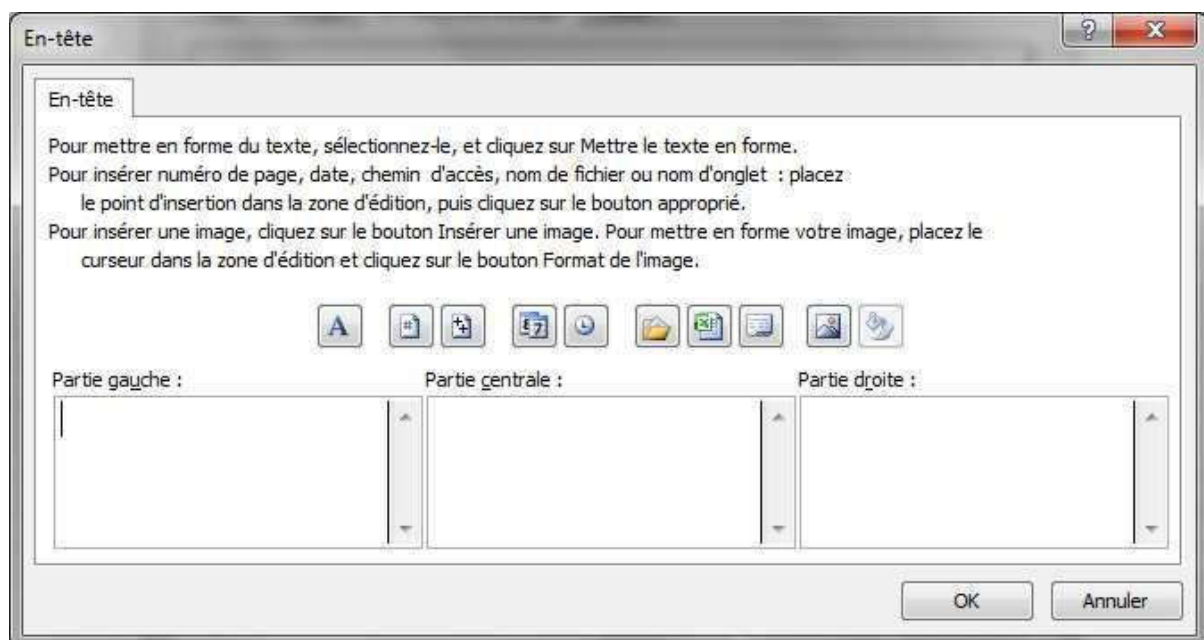 En-tête
En-tête
Pour mettre en forme du texte, sélectionnez-le, et cliquez sur Mettre le texte en forme.
Pour insérer numéro de page, date, chemin d'accès, nom de fichier ou nom d'onglet : placez
le point d'insertion dans la zone d'édition, puis cliquez sur le bouton approprié.
Pour insérer une image, cliquez sur le bouton Insérer une image. Pour mettre en forme votre image, placez le
curseur dans la zone d'édition et cliquez sur le bouton Format de l'image.
Partie gauche : Partie centrale : Partie droite :
OK Annuler